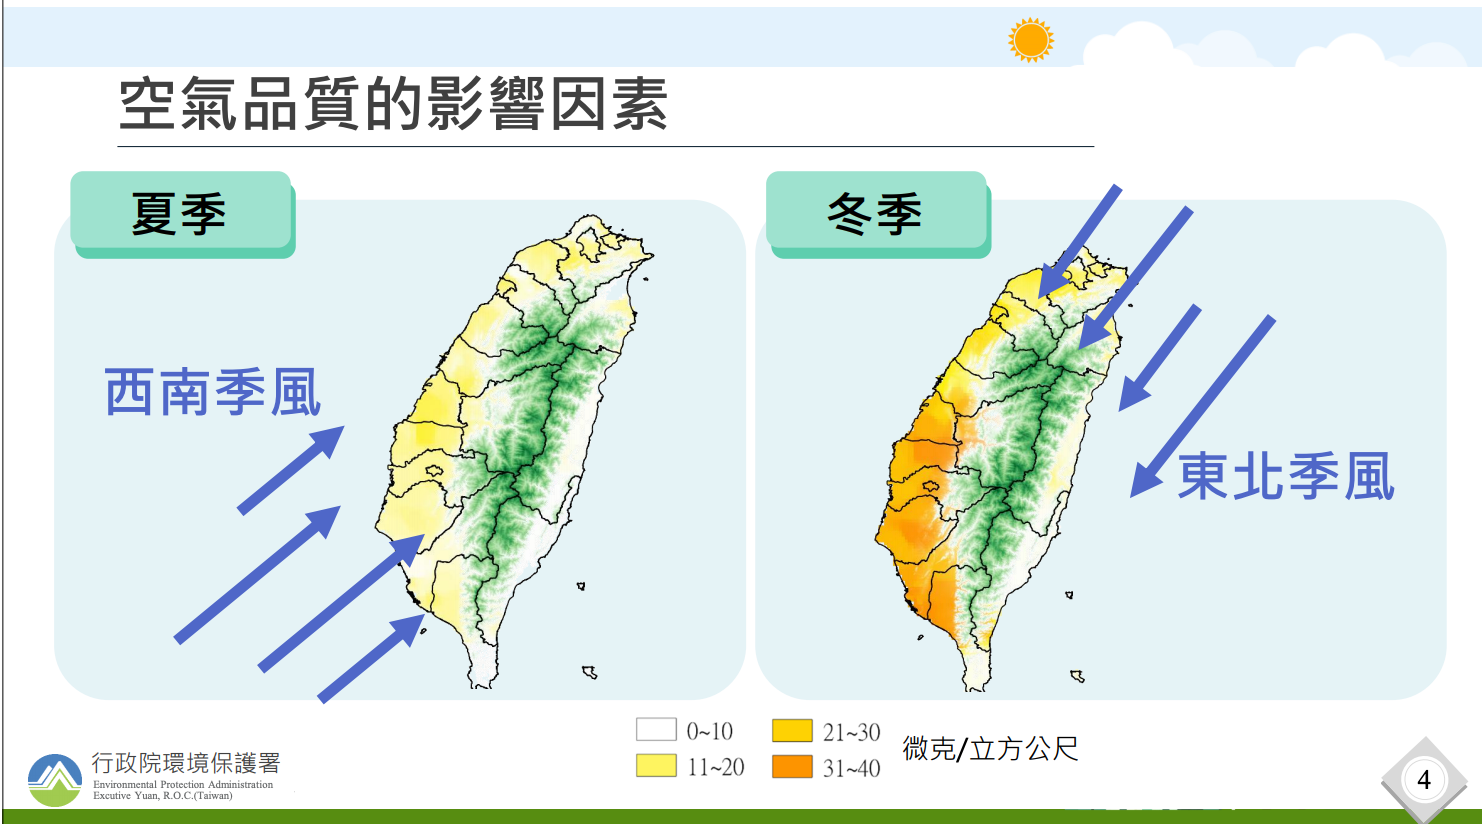 空氣品質的影響因素
夏季
冬季
西南季風
東北季風
0~10
21~30
11~20
31~40
微克/立方公尺
行政院環境保護署
Environmental Protection Administration
Excutive Yuan, R.O.C.(Taiwan)
4